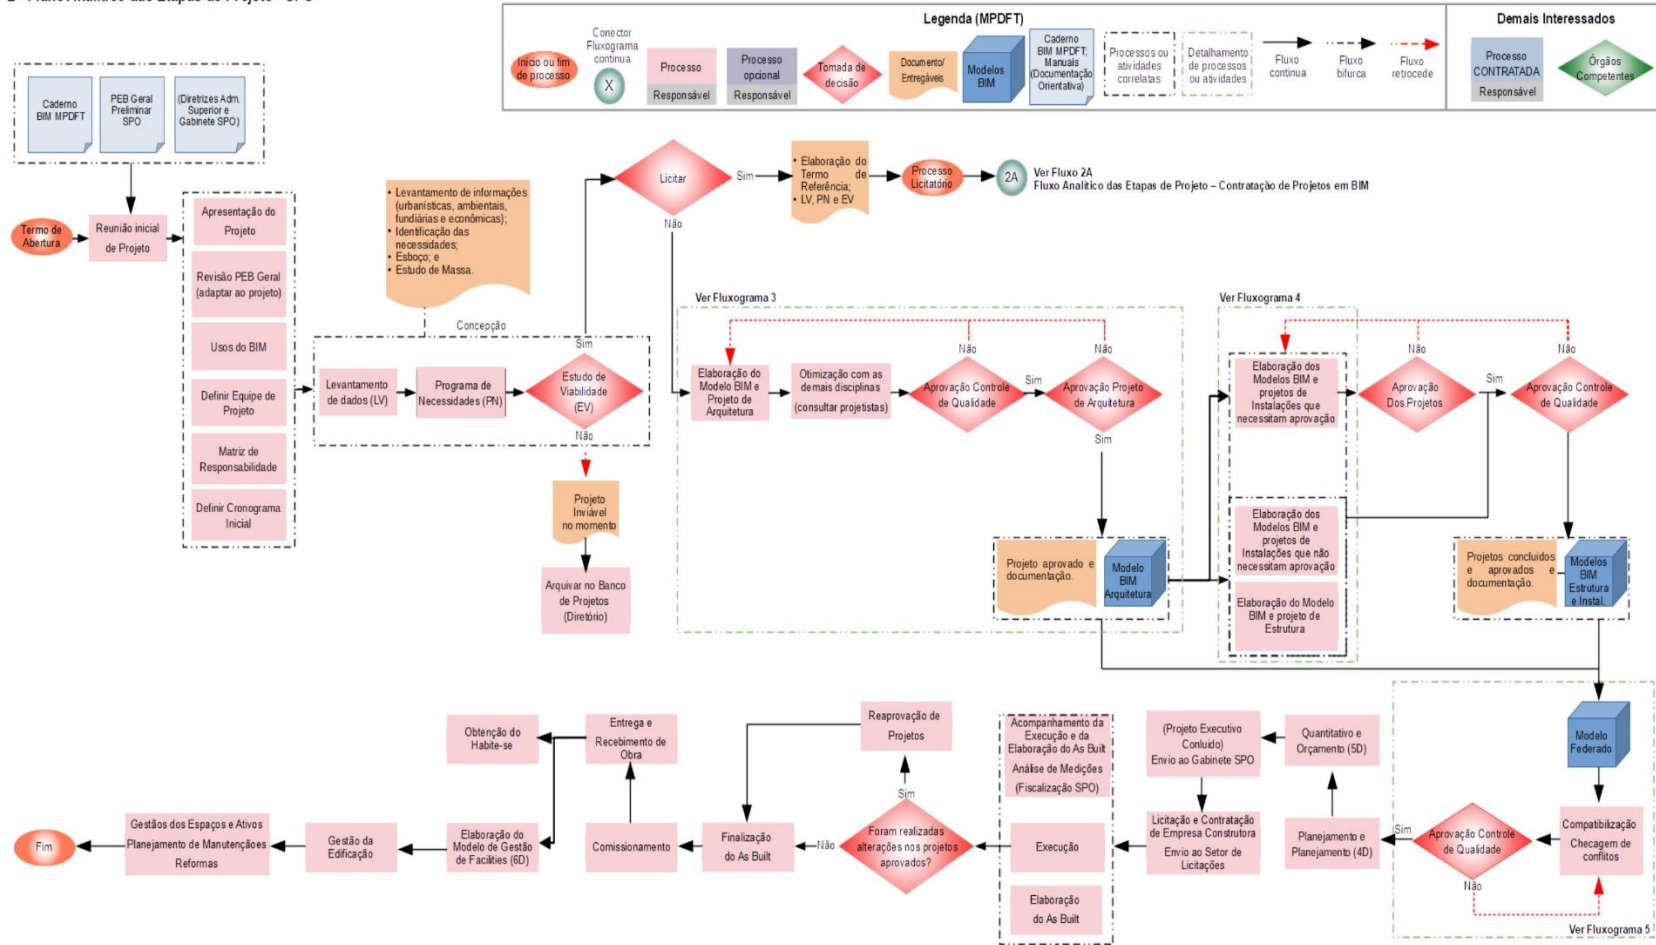 Legenda (MPDFT)
Início ou fim
de processo
Conector
Fluxograma
continua
X
Processo
Responsável
Processo
opcional
Responsável
Tomada de
decisão
Documento/
Entregáveis
Modelos
BIM
Caderno
BIM MPDFT;
Manuais
(Documentação
Orientativa)
Processos ou
atividades
correlatas
Detalhamento
de processos
ou atividades
Fluxo
continua
Fluxo
bifurca
Fluxo
retrocede
Demais Interessados
Processo
CONTRATADA
Responsável
Órgãos
Competentes
Caderno
BIM MPDFT
PEB Geral
Preliminar
SPO
(Diretrizes Adm.
Superior e
Gabinete SPO)
Termo de
Abertura
Reunião inicial
de Projeto
Apresentação do
Projeto
Revisão PEB Geral
(adaptar ao projeto)
Usos do BIM
Definir Equipe de
Projeto
Matriz de
Responsabilidade
Definir Cronograma
Inicial
• Levantamento de informações
(urbanísticas, ambientais,
fundiárias e econômicas);
• Identificação das
necessidades;
• Esboço; e
• Estudo de Massa.
Concepção
Levantamento
de dados (LV)
Programa de
Necessidades (PN)
Sim
Estudo de
Viabilidade
(EV)
Não
Projeto
Inviável
no momento
Arquivar no Banco
de Projetos
(Diretório)
Licitar
Sim
Não
• Elaboração do
Termo de
Referência;
• LV, PN e EV
Processo
Licitatório
2A
Ver Fluxo 2A
Fluxo Analítico das Etapas de Projeto – Contratação de Projetos em BIM
Ver Fluxograma 3
Elaboração do
Modelo BIM e
Projeto de
Arquitetura
Otimização com as
demais disciplinas
(consultar projetistas)
Não
Aprovação Controle
de Qualidade
Sim
Não
Aprovação Projeto
de Arquitetura
Sim
Projeto aprovado e
documentação.
Modelo
BIM
Arquitetura
Ver Fluxograma 4
Elaboração dos
Modelos BIM e
projetos de
Instalações que
necessitam aprovação
Não
Aprovação
Dos Projetos
Sim
Não
Aprovação Controle
de Qualidade
Elaboração dos
Modelos BIM e
projetos de
Instalações que não
necessitam aprovação
Elaboração do Modelo
BIM e projeto de
Estrutura
Projetos concluídos
e aprovados e
documentação.
Modelos
BIM
Estrutura
e Instal.
Modelo
Federado
Compatibilização
Checagem de
conflitos
Aprovação Controle
de Qualidade
Sim
Não
Ver Fluxograma 5
Planejamento e
Planejamento (4D)
Quantitativo e
Orçamento (5D)
(Projeto Executivo
Conluído)
Envio ao Gabinete SPO
Licitação e Contratação
de Empresa Construtora
Envio ao Setor de
Licitações
Acompanhamento da
Execução e da
Elaboração do As Built
Análise de Medições
(Fiscalização SPO)
Execução
Elaboração
do As Built
Reaprovação de
Projetos
Sim
Foram realizadas
alterações nos projetos
aprovados?
Não
Finalização
do As Built
Comissionamento
Entrega e
Recebimento de
Obra
Obtenção do
Habite-se
Elaboração do
Modelo de Gestão
de Facilities (6D)
Gestão da
Edificação
Gestãos dos Espaços e Ativos
Planejamento de Manutençãoes
Reformas
Fim